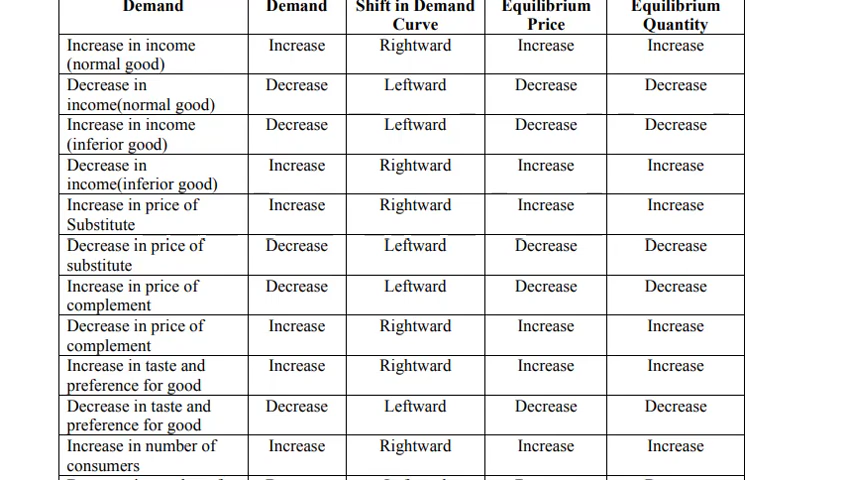 Demand Demand Shift in Demand Equilibrium Equilibrium
Curve Price Quantity
Increase in income Increase Rightward Increase Increase
(normal good)
Decrease in Decrease Leftward Decrease Decrease
income(normal good)
Increase in income Decrease Leftward Decrease Decrease
(inferior good)
Decrease in Increase Rightward Increase Increase
income(inferior good)
Increase in price of Increase Rightward Increase Increase
Substitute
Decrease in price of Decrease Leftward Decrease Decrease
substitute
Increase in price of Decrease Leftward Decrease Decrease
complement
Decrease in price of Increase Rightward Increase Increase
complement
Increase in taste and Increase Rightward Increase Increase
preference for good
Decrease in taste and Decrease Leftward Decrease Decrease
preference for good
Increase in number of Increase Rightward Increase Increase
consumers